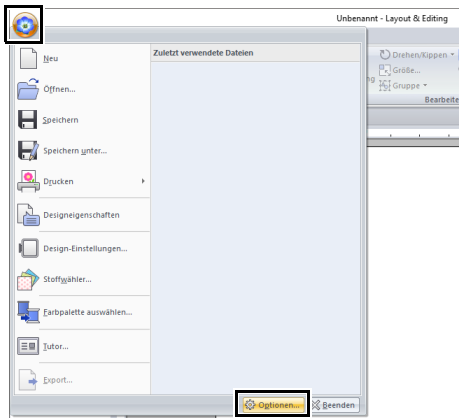 Unbenannt - Layout & Editing
Drehen/Kippen
Größe...
Gruppe
Bearbeite
Zuletzt verwendete Dateien
Neu
Öffnen...
Speichern
Speichern unter...
Drucken
Designeigenschaften
Design-Einstellungen...
Stoffwähler...
Farbpalette auswählen...
Tutor...
Export...
Optionen...
Beenden